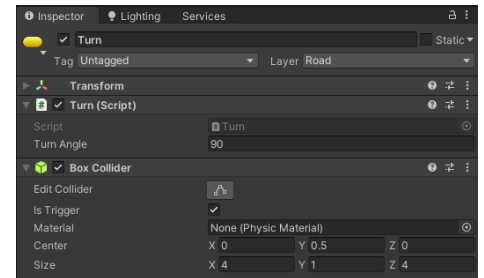 Inspector Lighting Services
Turn Static
Tag Untagged Layer Road
Transform
# Turn (Script)
Script # Turn
Turn Angle 90
Box Collider
Edit Collider
Is Trigger
Material None (Physic Material)
Center X 0 Y 0.5 Z 0
Size X 4 Y 1 Z 4